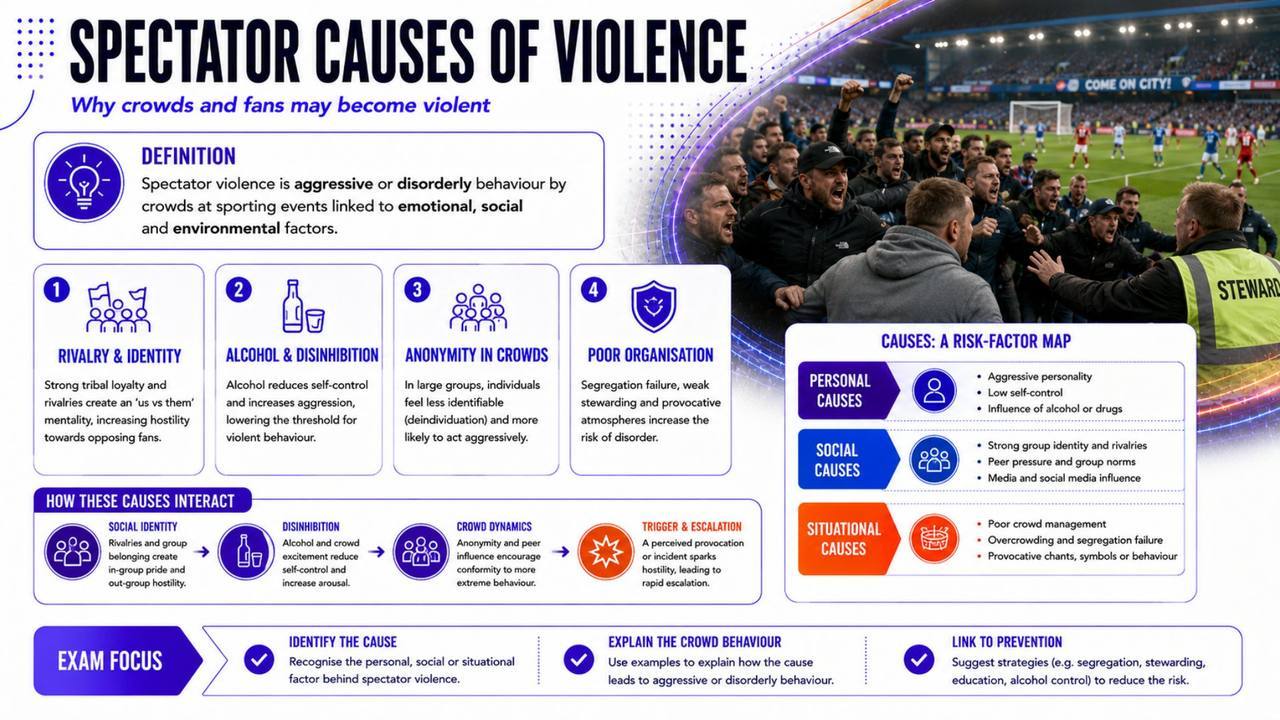 SPECTATOR CAUSES OF VIOLENCE
Why crowds and fans may become violent
COME ON CITY!
STEWARD
DEFINITION
Spectator violence is aggressive or disorderly behaviour by
crowds at sporting events linked to emotional, social
and environmental factors.
1
RIVALRY & IDENTITY
Strong tribal loyalty and
rivalries create an 'us vs them'
mentality, increasing hostility
towards opposing fans.
2
ALCOHOL & DISINHIBITION
Alcohol reduces self-control
and increases aggression,
lowering the threshold for
violent behaviour.
3
ANONYMITY IN CROWDS
In large groups, individuals
feel less identifiable
(deindividuation) and more
likely to act aggressively.
4
POOR ORGANISATION
Segregation failure, weak
stewarding and provocative
atmospheres increase the
risk of disorder.
CAUSES: A RISK-FACTOR MAP
PERSONAL
CAUSES
• Aggressive personality
• Low self-control
• Influence of alcohol or drugs
SOCIAL
CAUSES
• Strong group identity and rivalries
• Peer pressure and group norms
• Media and social media influence
SITUATIONAL
CAUSES
• Poor crowd management
• Overcrowding and segregation failure
• Provocative chants, symbols or behaviour
HOW THESE CAUSES INTERACT
SOCIAL IDENTITY
Rivalries and group
belonging create
in-group pride and
out-group hostility.
DISINHIBITION
Alcohol and crowd
excitement reduce
self-control and
increase arousal.
CROWD DYNAMICS
Anonymity and peer
influence encourage
conformity to more
extreme behaviour.
TRIGGER & ESCALATION
A perceived provocation
or incident sparks
hostility, leading to
rapid escalation.
EXAM FOCUS
IDENTIFY THE CAUSE
Recognise the personal, social or situational
factor behind spectator violence.
EXPLAIN THE CROWD BEHAVIOUR
Use examples to explain how the cause
leads to aggressive or disorderly behaviour.
LINK TO PREVENTION
Suggest strategies (e.g. segregation, stewarding,
education, alcohol control) to reduce the risk.